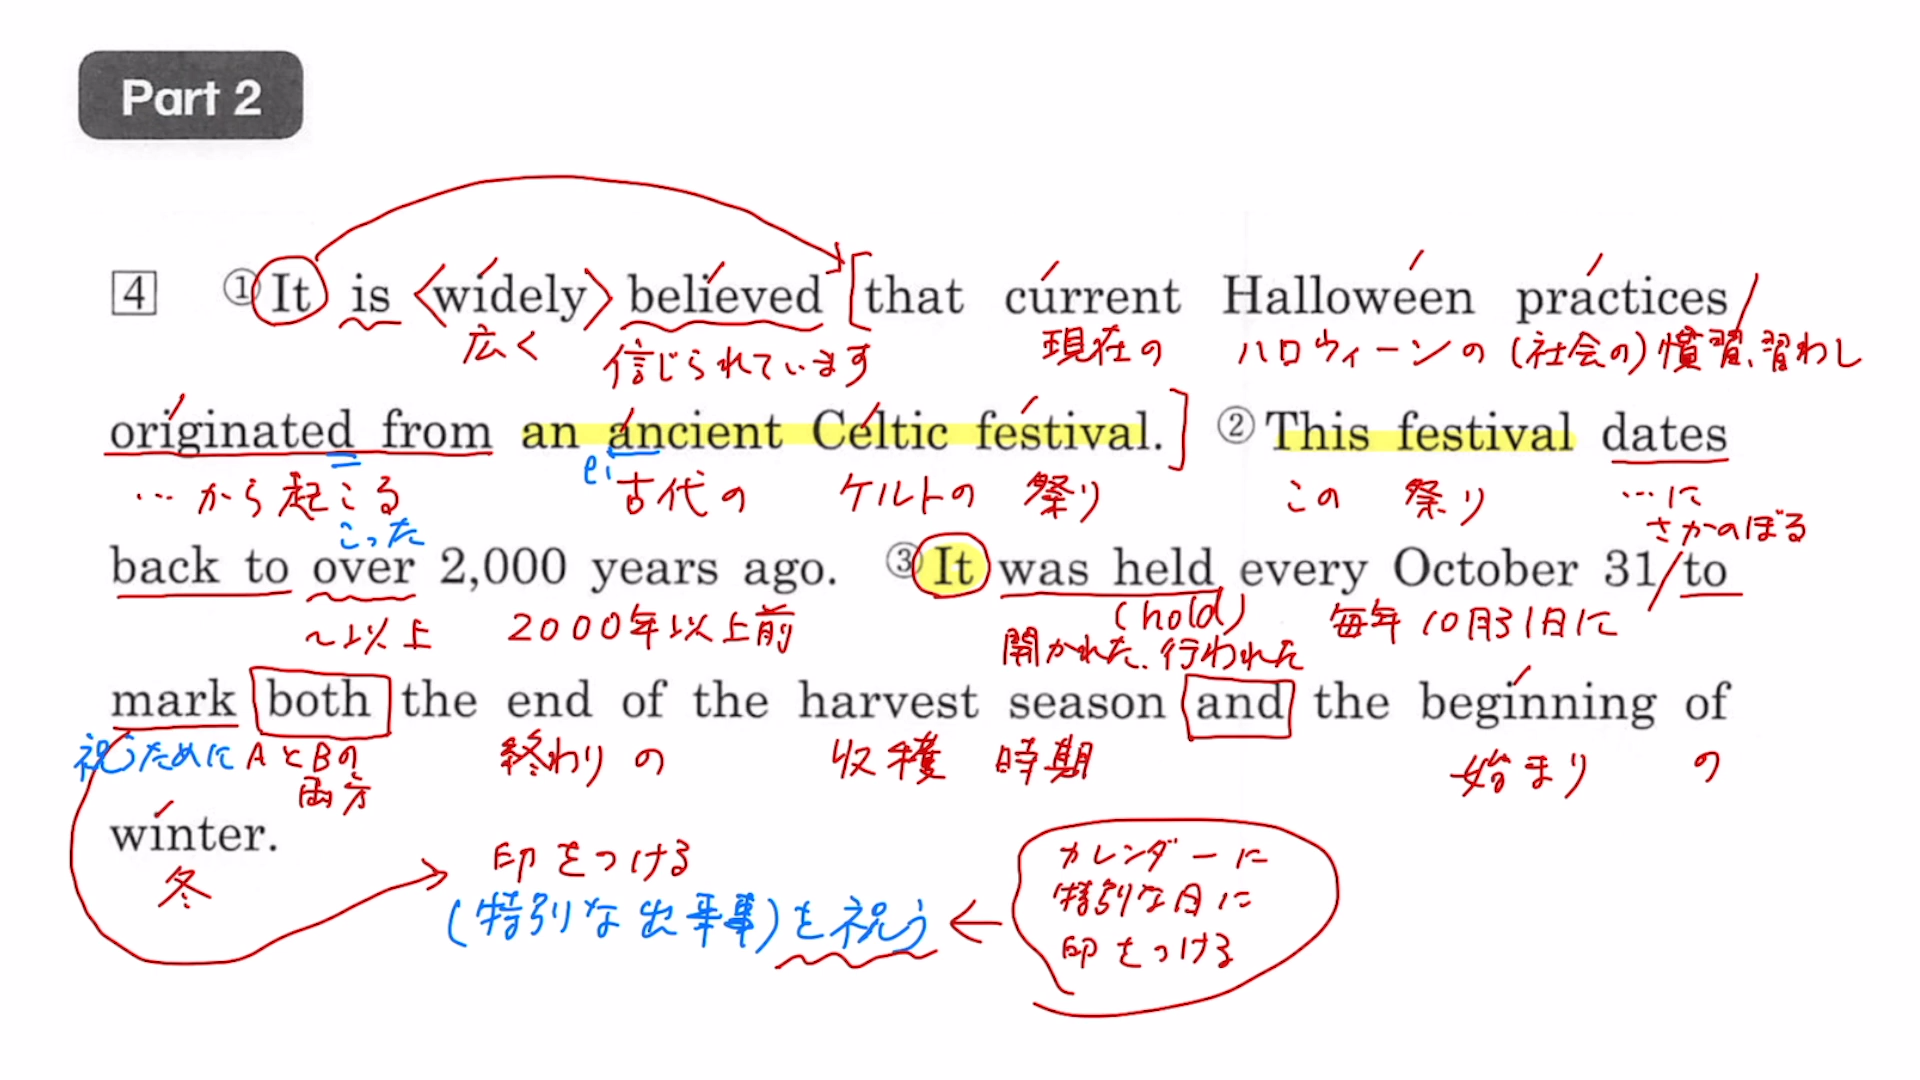 Part 2
4 ①It is 〈widely〉 believed [that current Halloween practices /
広く 信じられています 現在の ハロウィーンの (社会の)慣習、習わし
originated from an ancient Celtic festival.] ②This festival dates
…から起こる ei 古代の ケルトの 祭り この 祭り …に
こった さかのぼる
back to over 2,000 years ago. ③It was held every October 31/to
〜以上 2000年以上前 (hold) 毎年10月31日に
開かれた、行われた
mark both the end of the harvest season and the beginning of
祝うために AとBの 終わりの 収穫 時期 始まり の
両方
winter.
冬
印をつける
(特別な出来事)を祝う
カレンダーに
特別な日に
印をつける